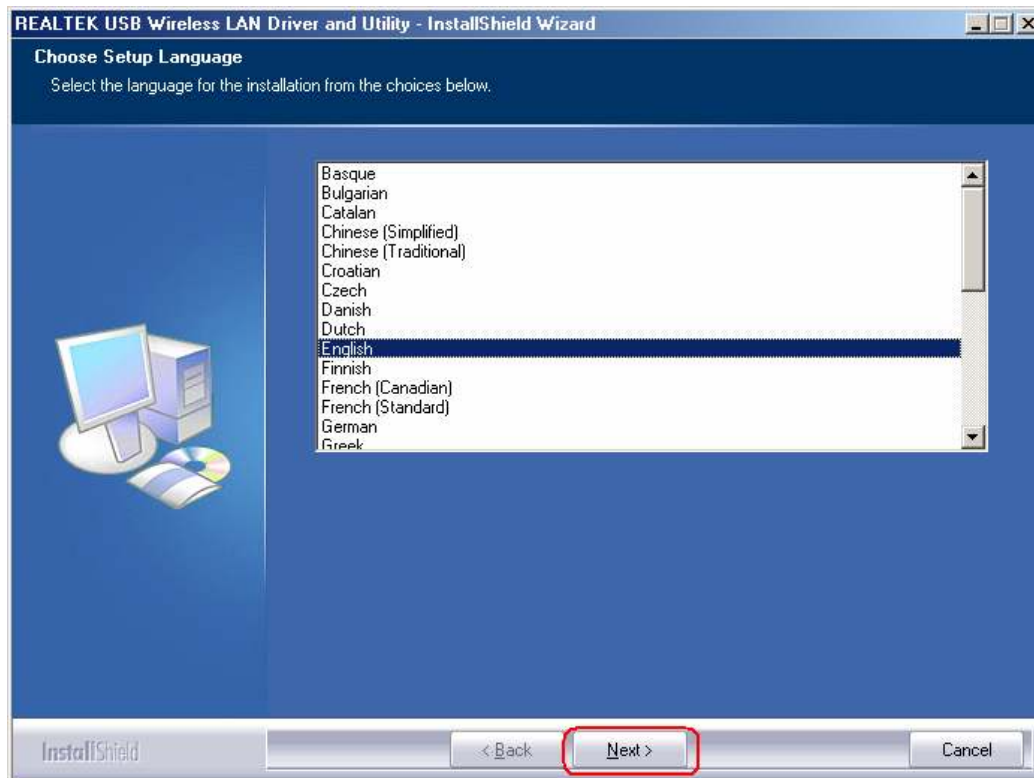 REALTEK USB Wireless LAN Driver and Utility - InstallShield Wizard
Choose Setup Language
Select the language for the installation from the choices below.
Basque
Bulgarian
Catalan
Chinese (Simplified)
Chinese (Traditional)
Croatian
Czech
Danish
Dutch
English
Finnish
French (Canadian)
French (Standard)
German
Greek
InstallShield
< Back
Next >
Cancel